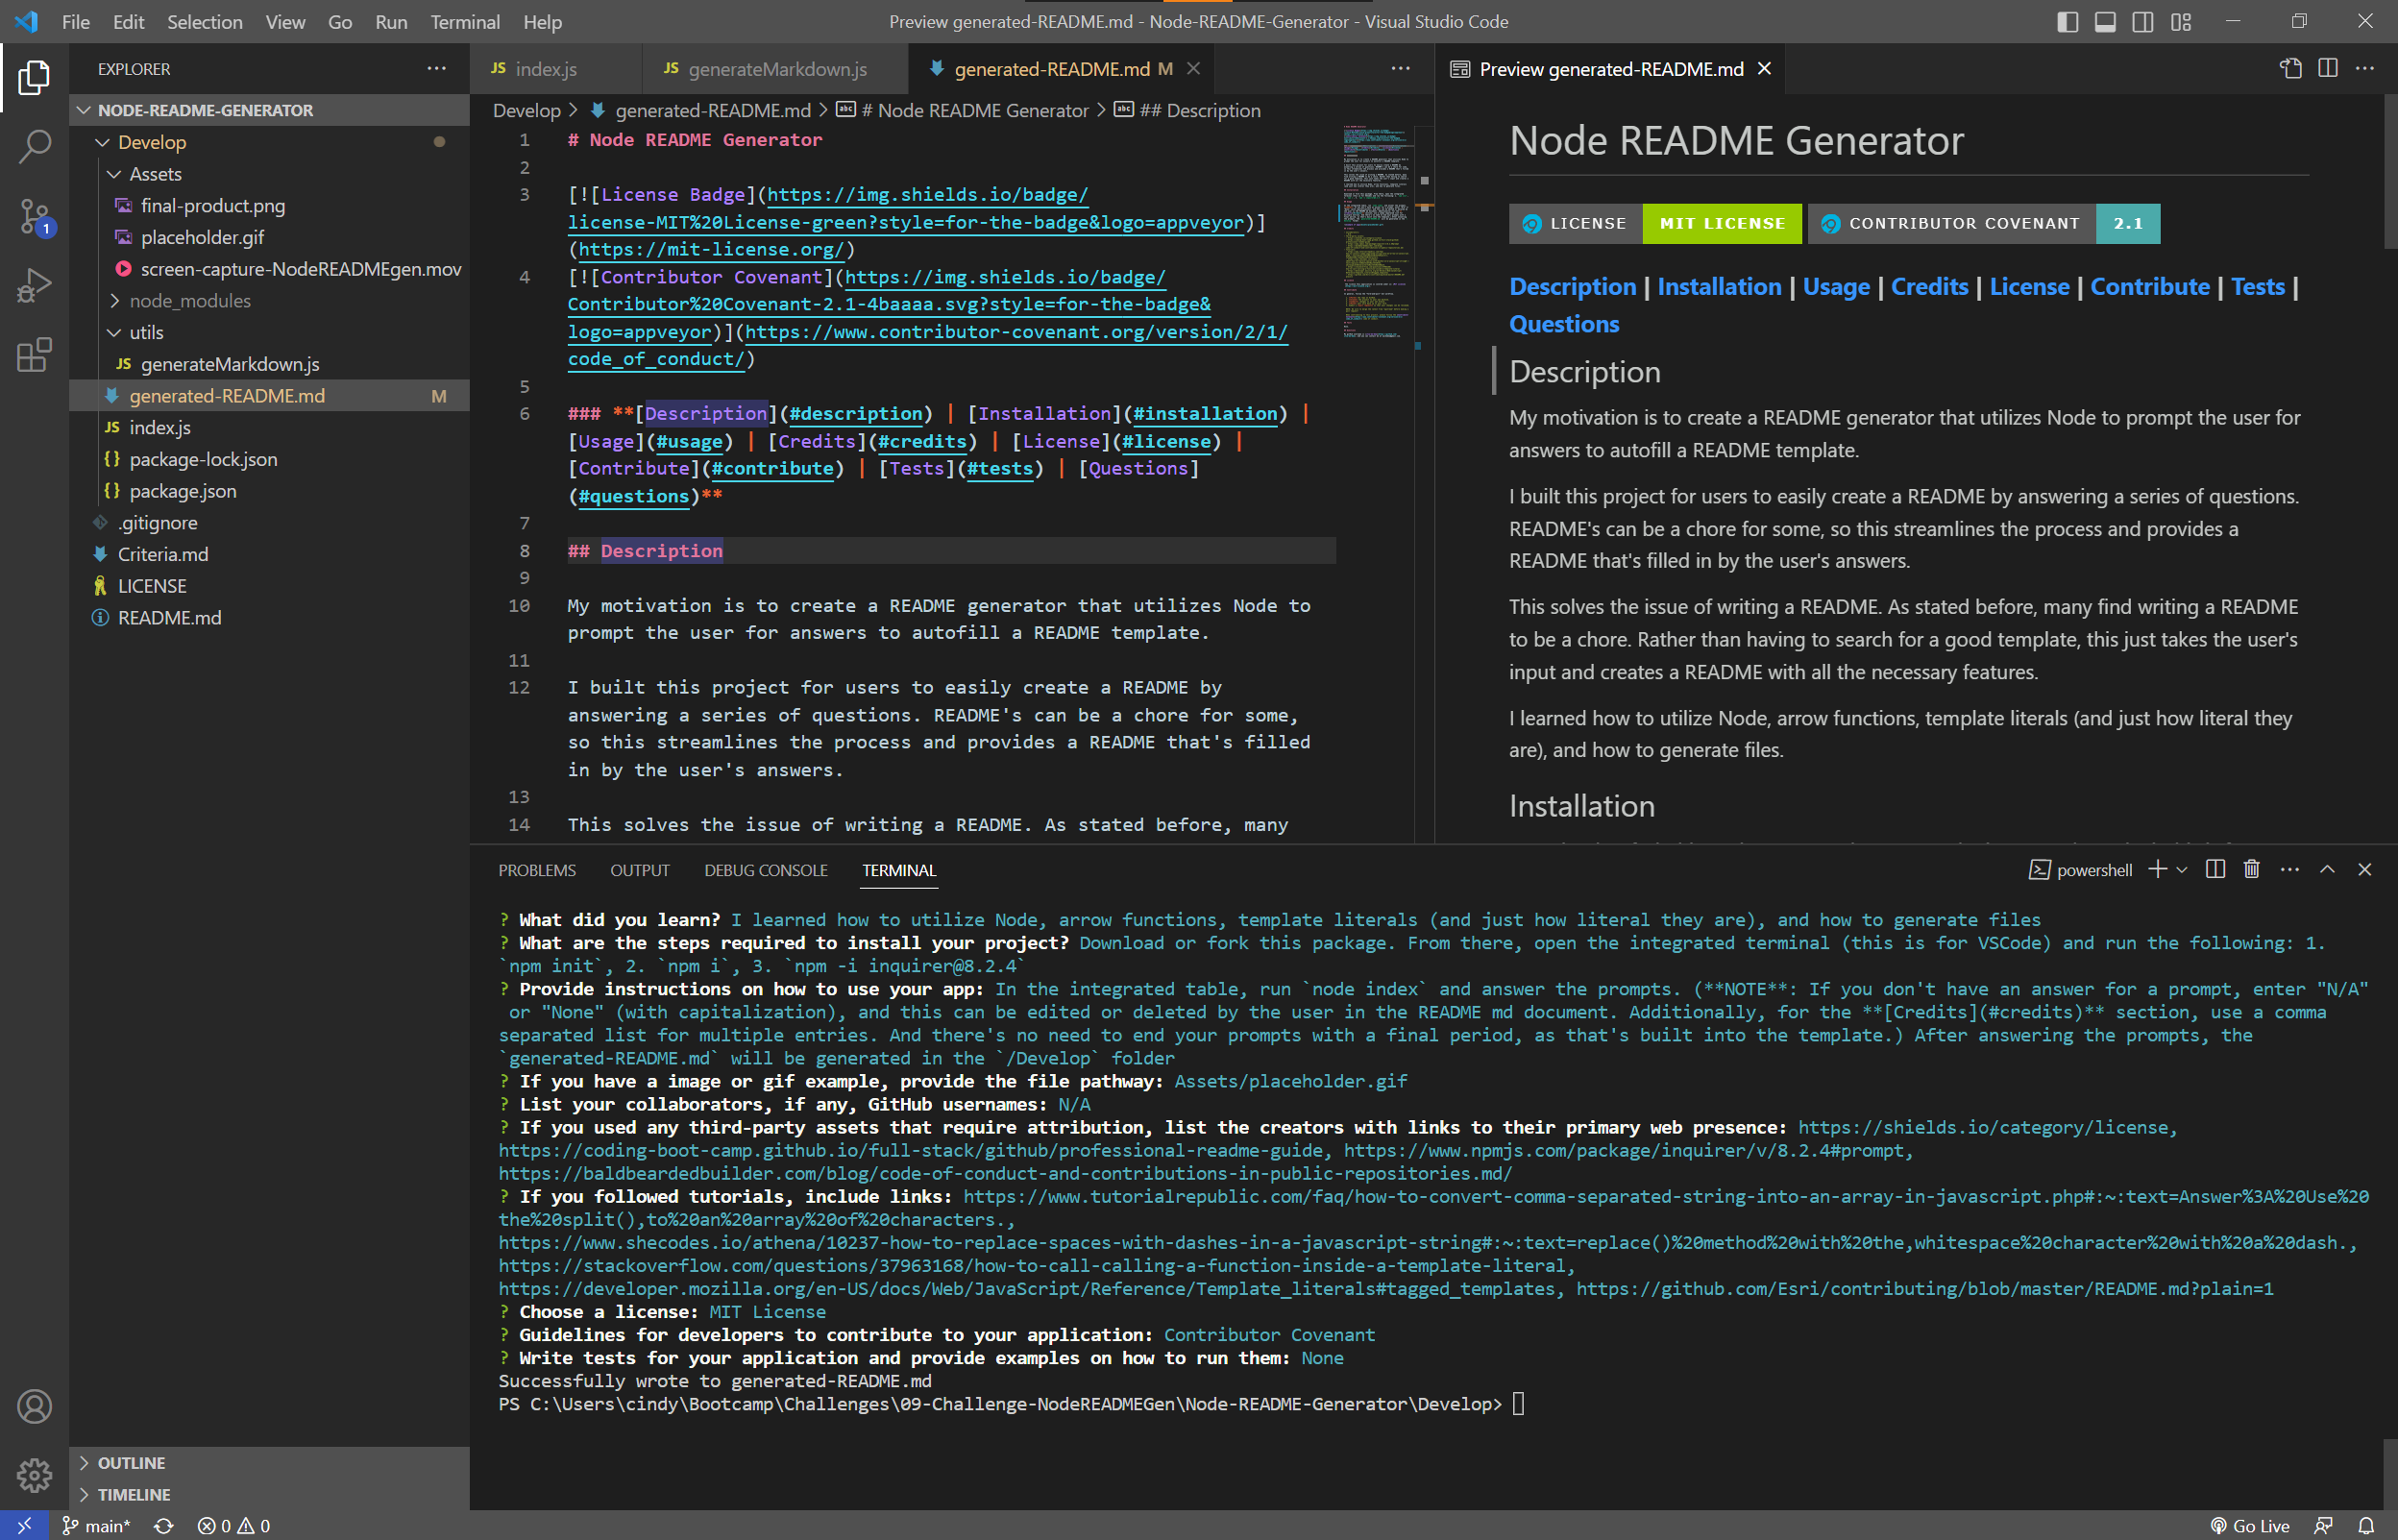 File Edit Selection View Go Run Terminal Help
Preview generated-README.md - Node-README-Generator - Visual Studio Code
EXPLORER
NODE-README-GENERATOR
Develop
Assets
final-product.png
placeholder.gif
screen-capture-NodeREADMEgen.mov
node_modules
utils
JS generateMarkdown.js
generated-README.md M
JS index.js
{} package-lock.json
{} package.json
.gitignore
Criteria.md
LICENSE
README.md
OUTLINE
TIMELINE
1
JS index.js
JS generateMarkdown.js
generated-README.md M
Develop > generated-README.md > # Node README Generator > ## Description
1 # Node README Generator
2
3 [![License Badge](https://img.shields.io/badge/
license-MIT%20License-green?style=for-the-badge&logo=appveyor)]
(https://mit-license.org/)
4 [![Contributor Covenant](https://img.shields.io/badge/
Contributor%20Covenant-2.1-4baaaa.svg?style=for-the-badge&
logo=appveyor)](https://www.contributor-covenant.org/version/2/1/
code_of_conduct/)
5
6 ### **[Description](#description) | [Installation](#installation) |
[Usage](#usage) | [Credits](#credits) | [License](#license) |
[Contribute](#contribute) | [Tests](#tests) | [Questions]
(#questions)**
7
8 ## Description
9
10 My motivation is to create a README generator that utilizes Node to
prompt the user for answers to autofill a README template.
11
12 I built this project for users to easily create a README by
answering a series of questions. README's can be a chore for some,
so this streamlines the process and provides a README that's filled
in by the user's answers.
13
14 This solves the issue of writing a README. As stated before, many
Preview generated-README.md
Node README Generator
LICENSE MIT LICENSE CONTRIBUTOR COVENANT 2.1
Description | Installation | Usage | Credits | License | Contribute | Tests |
Questions
Description
My motivation is to create a README generator that utilizes Node to prompt the user for
answers to autofill a README template.
I built this project for users to easily create a README by answering a series of questions.
README's can be a chore for some, so this streamlines the process and provides a
README that's filled in by the user's answers.
This solves the issue of writing a README. As stated before, many find writing a README
to be a chore. Rather than having to search for a good template, this just takes the user's
input and creates a README with all the necessary features.
I learned how to utilize Node, arrow functions, template literals (and just how literal they
are), and how to generate files.
Installation
PROBLEMS OUTPUT DEBUG CONSOLE TERMINAL
powershell
? What did you learn? I learned how to utilize Node, arrow functions, template literals (and just how literal they are), and how to generate files
? What are the steps required to install your project? Download or fork this package. From there, open the integrated terminal (this is for VSCode) and run the following: 1.
`npm init`, 2. `npm i`, 3. `npm -i inquirer@8.2.4`
? Provide instructions on how to use your app: In the integrated table, run `node index` and answer the prompts. (**NOTE**: If you don't have an answer for a prompt, enter "N/A"
or "None" (with capitalization), and this can be edited or deleted by the user in the README md document. Additionally, for the **[Credits](#credits)** section, use a comma
separated list for multiple entries. And there's no need to end your prompts with a final period, as that's built into the template.) After answering the prompts, the
`generated-README.md` will be generated in the `/Develop` folder
? If you have a image or gif example, provide the file pathway: Assets/placeholder.gif
? List your collaborators, if any, GitHub usernames: N/A
? If you used any third-party assets that require attribution, list the creators with links to their primary web presence: https://shields.io/category/license,
https://coding-boot-camp.github.io/full-stack/github/professional-readme-guide, https://www.npmjs.com/package/inquirer/v/8.2.4#prompt,
https://baldbeardedbuilder.com/blog/code-of-conduct-and-contributions-in-public-repositories.md/
? If you followed tutorials, include links: https://www.tutorialrepublic.com/faq/how-to-convert-comma-separated-string-into-an-array-in-javascript.php#:~:text=Answer%3A%20Use%20
the%20split(),to%20an%20array%20of%20characters.,
https://www.shecodes.io/athena/10237-how-to-replace-spaces-with-dashes-in-a-javascript-string#:~:text=replace()%20method%20with%20the,whitespace%20character%20with%20a%20dash.,
https://stackoverflow.com/questions/37963168/how-to-call-calling-a-function-inside-a-template-literal,
https://developer.mozilla.org/en-US/docs/Web/JavaScript/Reference/Template_literals#tagged_templates, https://github.com/Esri/contributing/blob/master/README.md?plain=1
? Choose a license: MIT License
? Guidelines for developers to contribute to your application: Contributor Covenant
? Write tests for your application and provide examples on how to run them: None
Successfully wrote to generated-README.md
PS C:\Users\cindy\Bootcamp\Challenges\09-Challenge-NodeREADMEGen\Node-README-Generator\Develop>
main* 0 0
Go Live